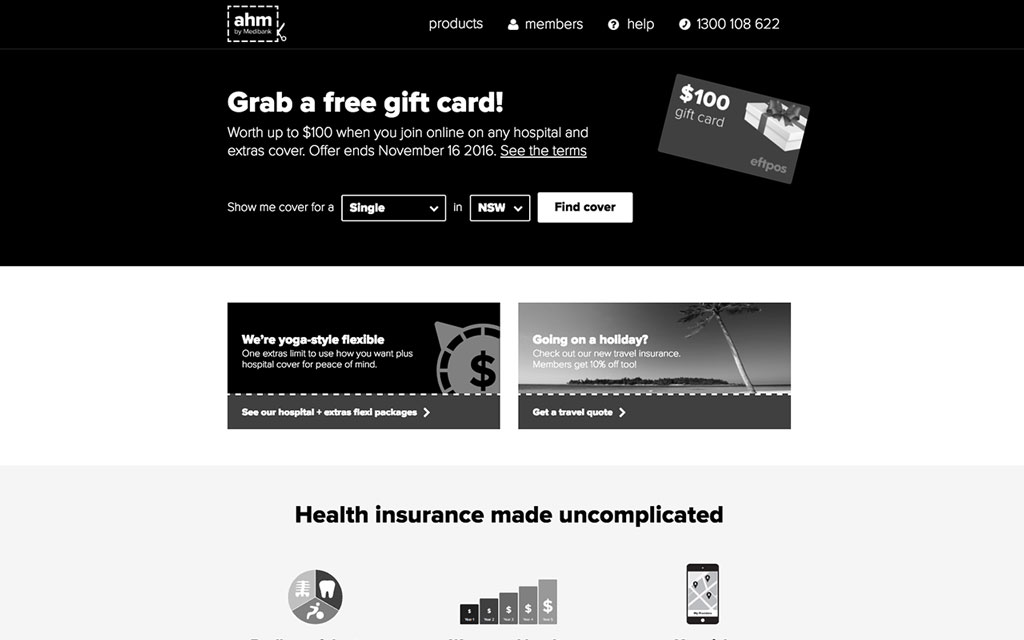 ahm
by Medibank
products
members
help
1300 108 622
Grab a free gift card!
Worth up to $100 when you join online on any hospital and
extras cover. Offer ends November 16 2016. See the terms
$100
gift card
eftpos
Show me cover for a
Single
in
NSW
Find cover
We're yoga-style flexible
One extras limit to use how you want plus
hospital cover for peace of mind.
$
See our hospital + extras flexi packages
Going on a holiday?
Check out our new travel insurance.
Members get 10% off too!
Get a travel quote
Health insurance made uncomplicated
$ $ $ $ $
Year 1 Year 2 Year 3 Year 4 Year 5
My Providers